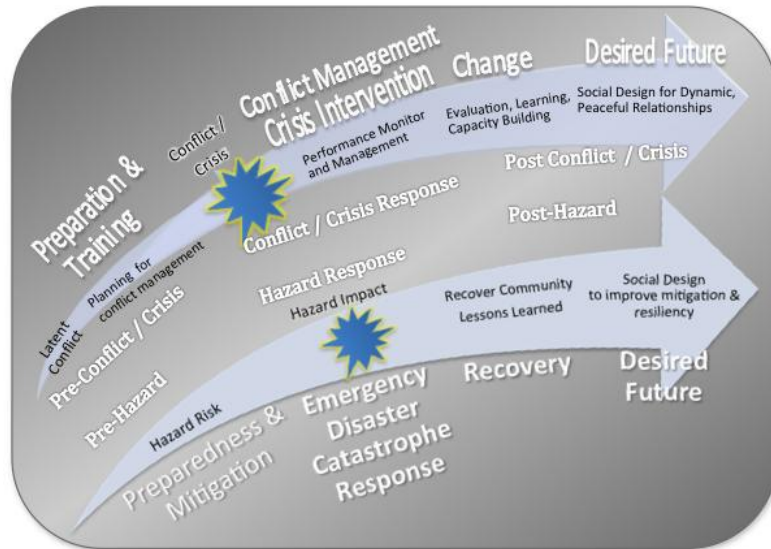 Preparation &
Training
Conflict /
Crisis
Conflict Management
Crisis Intervention
Change
Desired Future
Latent
Conflict
Planning for
conflict management
Performance Monitor
and Management
Evaluation, Learning,
Capacity Building
Social Design for Dynamic,
Peaceful Relationships
Pre-Conflict / Crisis
Conflict / Crisis Response
Post Conflict / Crisis
Pre-Hazard
Hazard Response
Post-Hazard
Hazard Risk
Hazard Impact
Recover Community
Lessons Learned
Social Design
to improve mitigation &
resiliency
Preparedness &
Mitigation
Emergency
Disaster
Catastrophe
Response
Recovery
Desired
Future